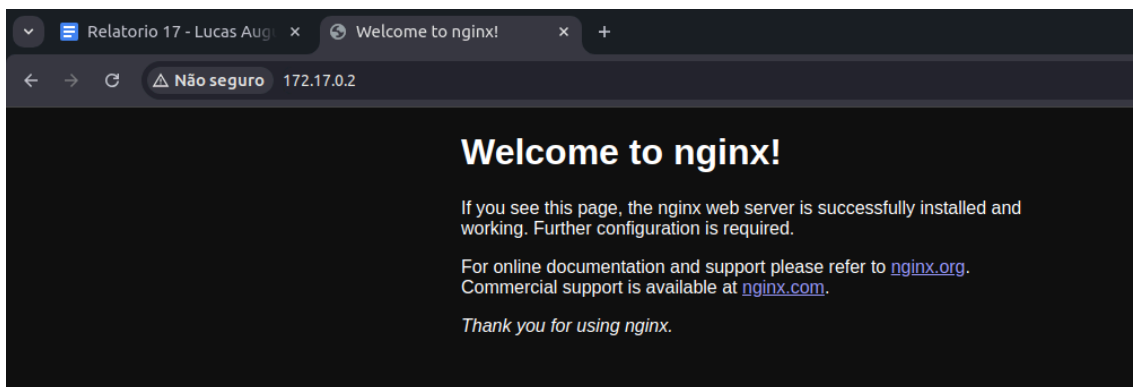 Relatorio 17 - Lucas Aug
Welcome to nginx!
Não seguro 172.17.0.2
Welcome to nginx!
If you see this page, the nginx web server is successfully installed and
working. Further configuration is required.
For online documentation and support please refer to nginx.org.
Commercial support is available at nginx.com.
Thank you for using nginx.